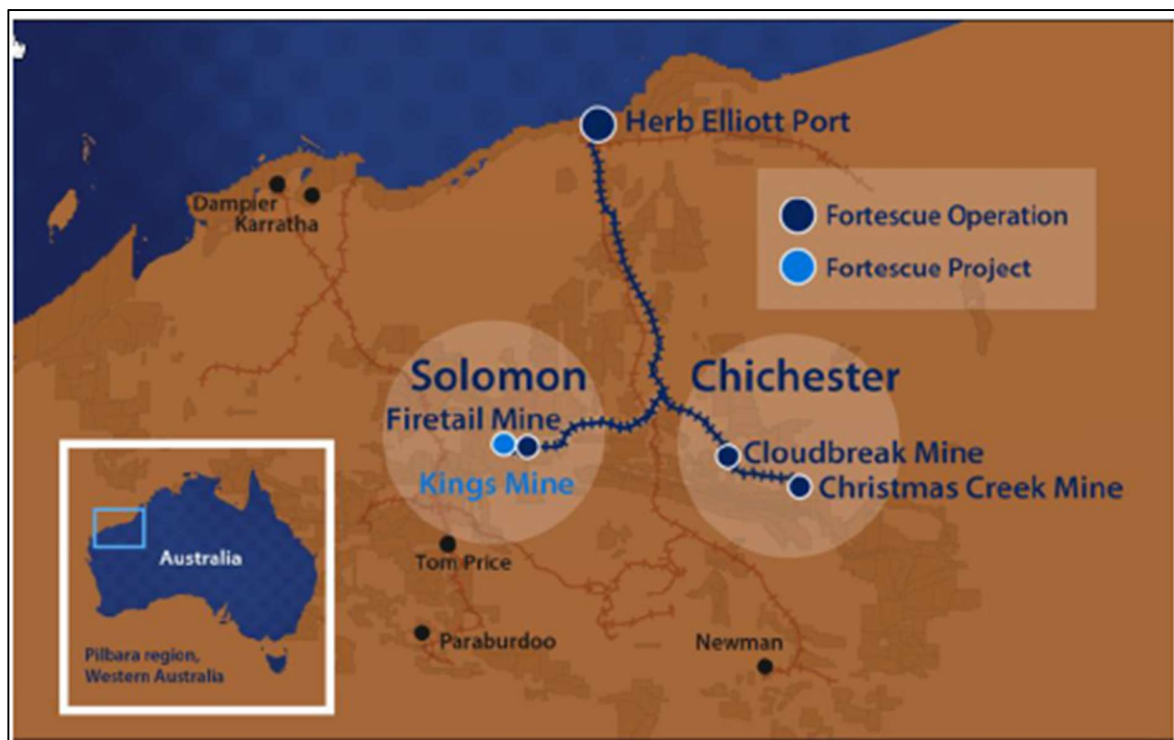 Herb Elliott Port
Dampier
Karratha
Fortescue Operation
Fortescue Project
Solomon
Chichester
Firetail Mine
Kings Mine
Cloudbreak Mine
Christmas Creek Mine
Tom Price
Paraburdoo
Newman
Australia
Pilbara region,
Western Australia